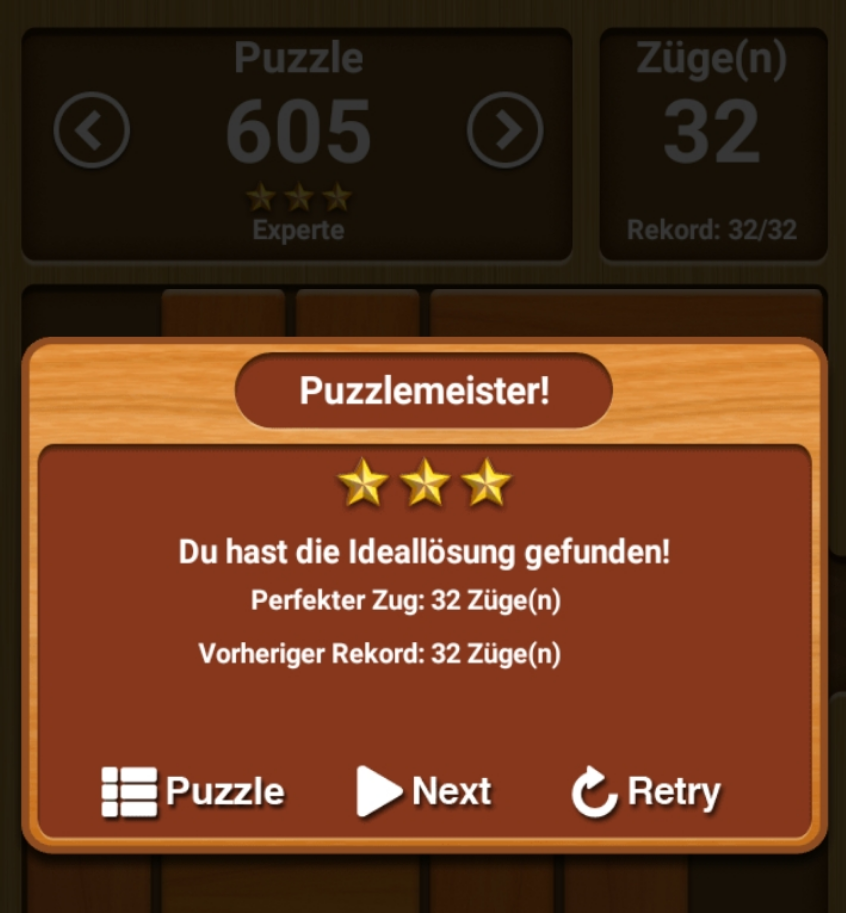 Puzzle
605
Experte
Züge(n)
32
Rekord: 32/32
Puzzlemeister!
Du hast die Ideallösung gefunden!
Perfekter Zug: 32 Züge(n)
Vorheriger Rekord: 32 Züge(n)
Puzzle
Next
Retry